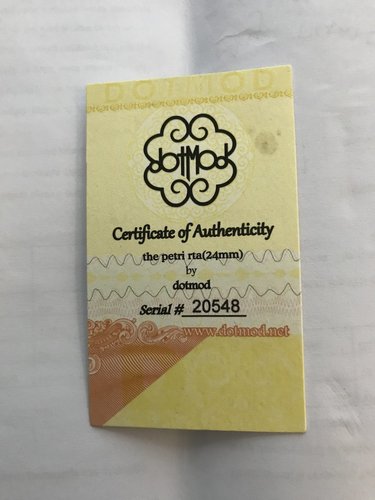 DOTMOD
dotMod
Certificate of Authenticity
the petri rta(24mm)
by
dotmod
Serial # 20548
www.dotmod.net